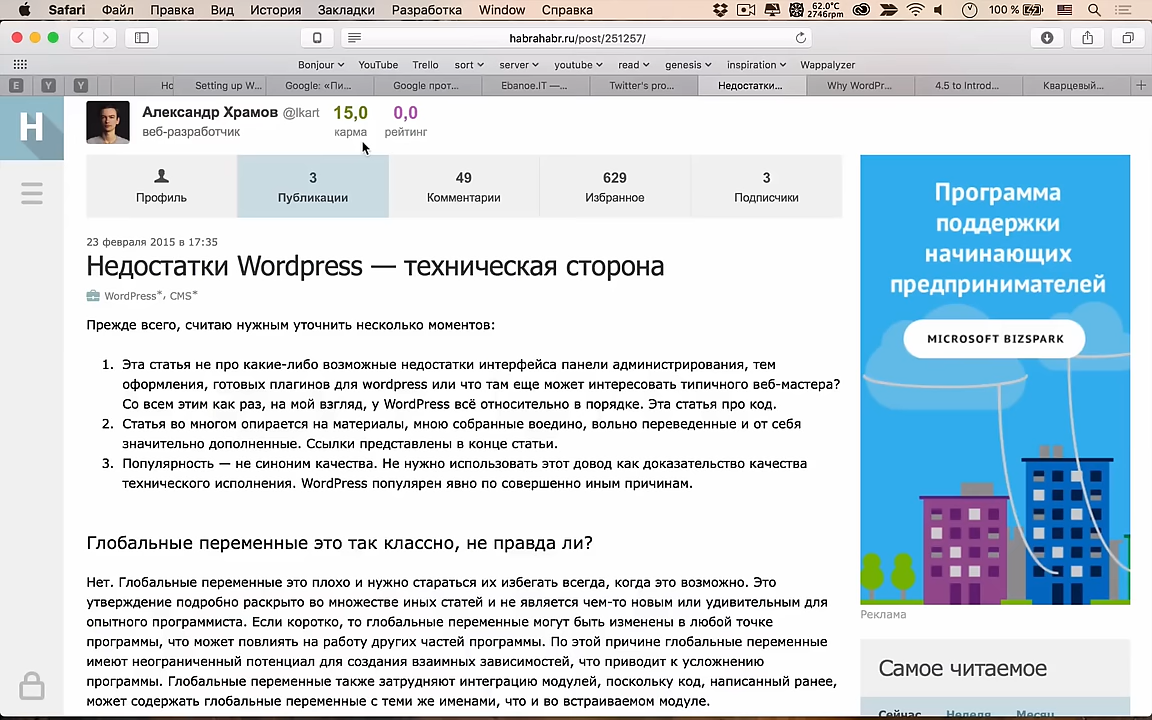 Safari Файл Правка Вид История Закладки Разработка Window Справка 62.0°C 2746rpm 100 %
habrahabr.ru/post/251257/
Bonjour YouTube Trello sort server youtube read genesis inspiration Wappalyzer
E Y Y Hc Setting up W... Google: «Пи... Google прот... Ebanoe.IT —... Twitter's pro... Недостатки... Why WordPr... 4.5 to Introd... Кварцевый...
H
Александр Храмов @lkart 15,0 0,0
веб-разработчик карма рейтинг
3 49 629 3
Профиль Публикации Комментарии Избранное Подписчики
23 февраля 2015 в 17:35
Недостатки Wordpress — техническая сторона
WordPress*, CMS*
Прежде всего, считаю нужным уточнить несколько моментов:
1. Эта статья не про какие-либо возможные недостатки интерфейса панели администрирования, тем
оформления, готовых плагинов для wordpress или что там еще может интересовать типичного веб-мастера?
Со всем этим как раз, на мой взгляд, у WordPress всё относительно в порядке. Эта статья про код.
2. Статья во многом опирается на материалы, мною собранные воедино, вольно переведенные и от себя
значительно дополненные. Ссылки представлены в конце статьи.
3. Популярность — не синоним качества. Не нужно использовать этот довод как доказательство качества
технического исполнения. WordPress популярен явно по совершенно иным причинам.
Глобальные переменные это так классно, не правда ли?
Нет. Глобальные переменные это плохо и нужно стараться их избегать всегда, когда это возможно. Это
утверждение подробно раскрыто во множестве иных статей и не является чем-то новым или удивительным для
опытного программиста. Если коротко, то глобальные переменные могут быть изменены в любой точке
программы, что может повлиять на работу других частей программы. По этой причине глобальные переменные
имеют неограниченный потенциал для создания взаимных зависимостей, что приводит к усложнению
программы. Глобальные переменные также затрудняют интеграцию модулей, поскольку код, написанный ранее,
может содержать глобальные переменные с теми же именами, что и во встраиваемом модуле.
Программа
поддержки
начинающих
предпринимателей
MICROSOFT BIZSPARK
Реклама
Самое читаемое
Сейчас Неделя Месяц